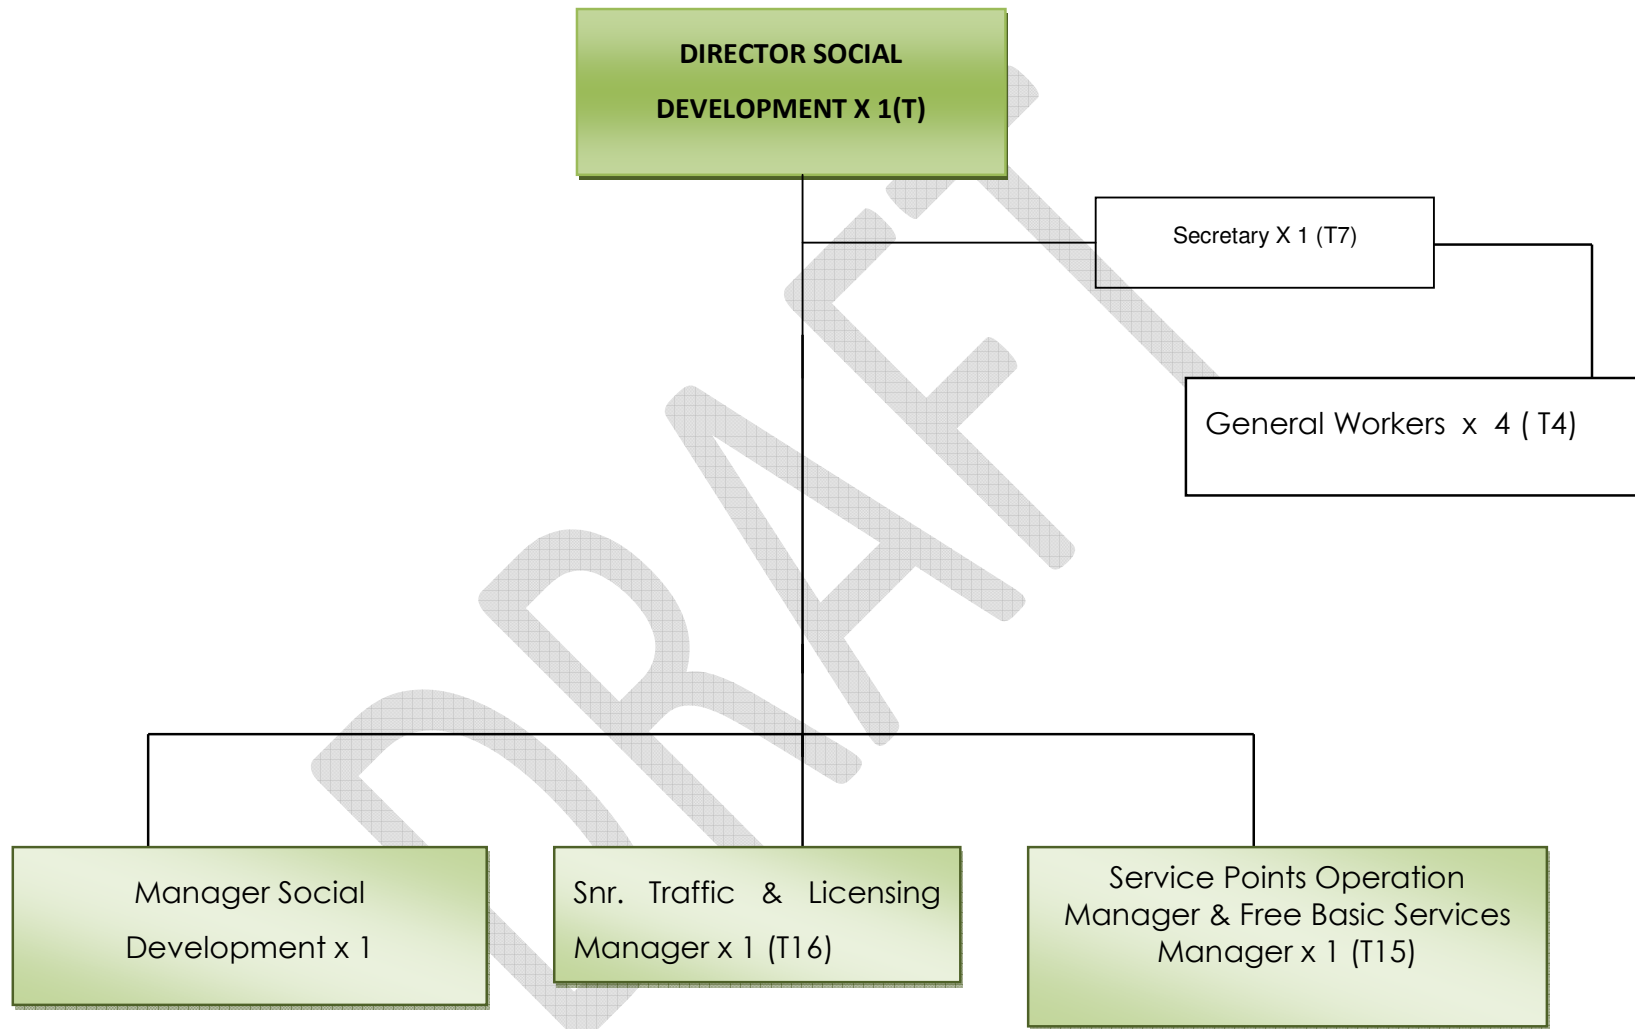 DIRECTOR SOCIAL
DEVELOPMENT X 1(T)
Secretary X 1 (T7)
General Workers x 4 ( T4)
Manager Social
Development x 1
Snr. Traffic & Licensing
Manager x 1 (T16)
Service Points Operation
Manager & Free Basic Services
Manager x 1 (T15)
DRAFT